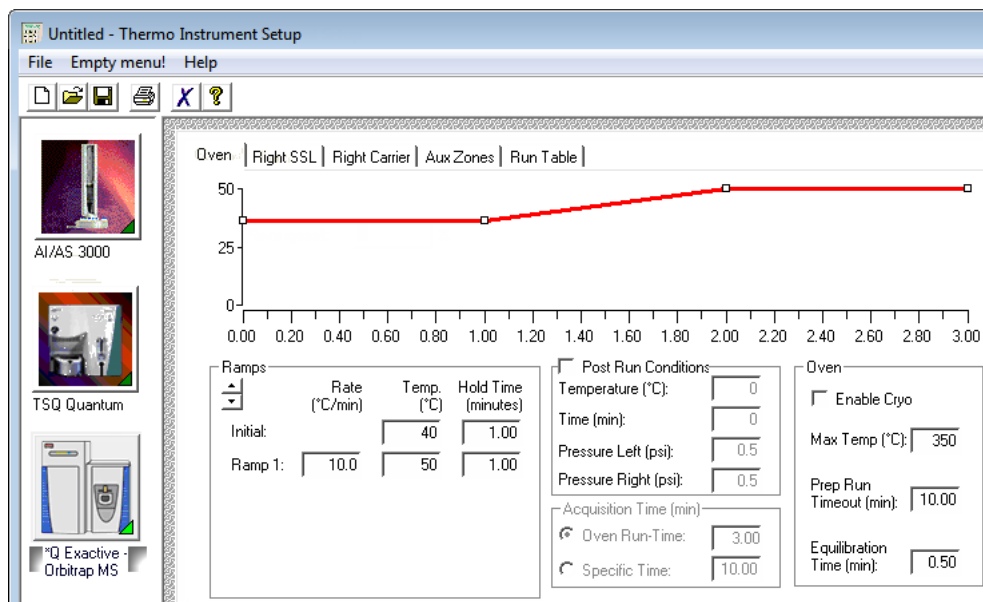 Untitled - Thermo Instrument Setup
File Empty menu! Help
X ?
AI/AS 3000
TSQ Quantum
*Q Exactive -
Orbitrap MS
Oven Right SSL Right Carrier Aux Zones Run Table
50
25
0
0.00 0.20 0.40 0.60 0.80 1.00 1.20 1.40 1.60 1.80 2.00 2.20 2.40 2.60 2.80 3.00
Ramps
Rate Temp. Hold Time
(°C/min) (°C) (minutes)
Initial: 40 1.00
Ramp 1: 10.0 50 1.00
Post Run Conditions
Temperature (°C): 0
Time (min): 0
Pressure Left (psi): 0.5
Pressure Right (psi): 0.5
Acquisition Time (min)
Oven Run-Time: 3.00
Specific Time: 10.00
Oven
Enable Cryo
Max Temp (°C): 350
Prep Run
Timeout (min): 10.00
Equilibration
Time (min): 0.50